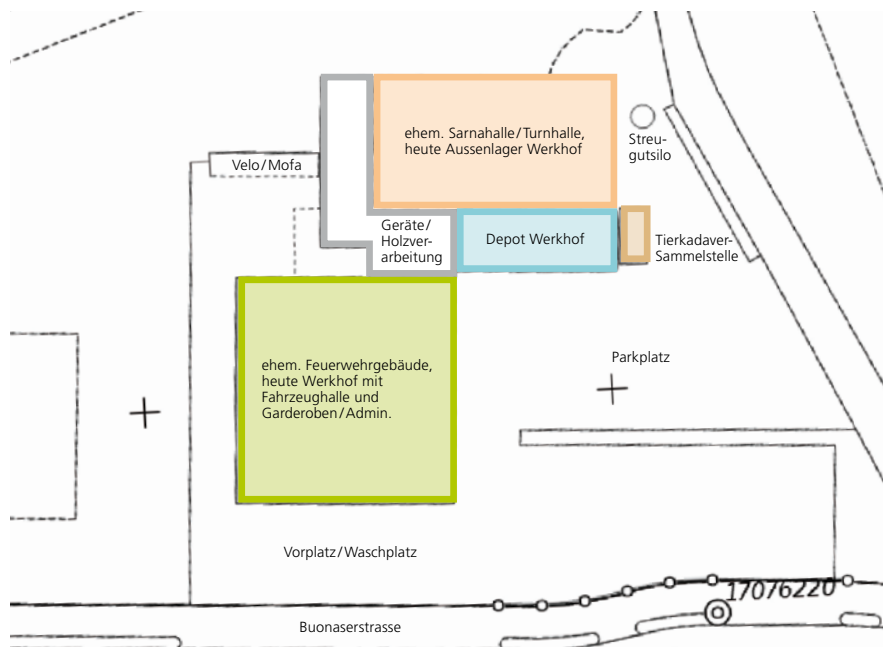 ehem. Sarnahalle/Turnhalle,
heute Aussenlager Werkhof
Streu-
gutsilo
Velo/Mofa
Geräte/
Holzver-
arbeitung
Depot Werkhof
Tierkadaver-
Sammelstelle
ehem. Feuerwehrgebäude,
heute Werkhof mit
Fahrzeughalle und
Garderoben/Admin.
Parkplatz
Vorplatz/Waschplatz
17076220
Buonaserstrasse